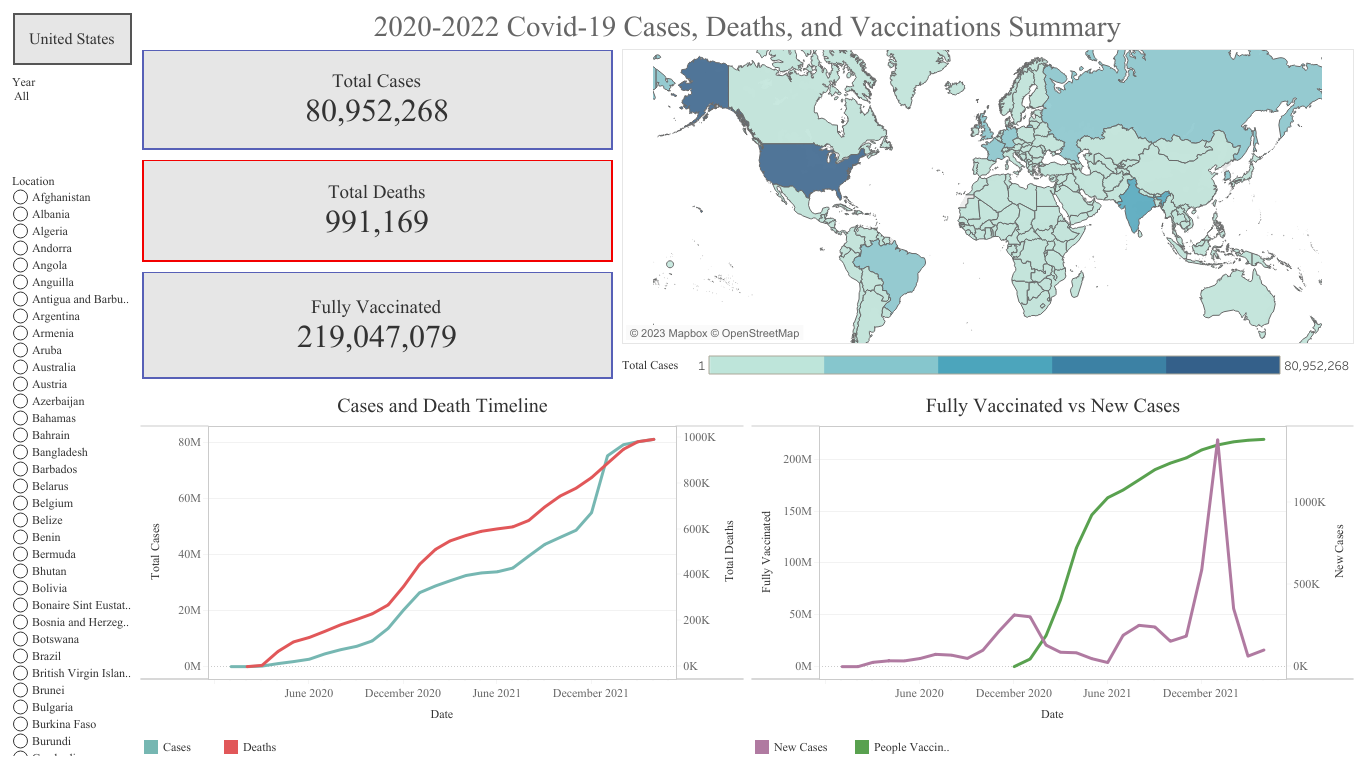 2020-2022 Covid-19 Cases, Deaths, and Vaccinations Summary
United States
Year
All
Location
Afghanistan
Albania
Algeria
Andorra
Angola
Anguilla
Antigua and Barbu..
Argentina
Armenia
Aruba
Australia
Austria
Azerbaijan
Bahamas
Bahrain
Bangladesh
Barbados
Belarus
Belgium
Belize
Benin
Bermuda
Bhutan
Bolivia
Bonaire Sint Eustat..
Bosnia and Herzeg..
Botswana
Brazil
British Virgin Islan..
Brunei
Bulgaria
Burkina Faso
Burundi
Total Cases
80,952,268
Total Deaths
991,169
Fully Vaccinated
219,047,079
© 2023 Mapbox © OpenStreetMap
Total Cases 1 80,952,268
Cases and Death Timeline
80M
60M
40M
20M
0M
Total Cases
1000K
800K
600K
400K
200K
0K
Total Deaths
June 2020 December 2020 June 2021 December 2021
Date
Cases Deaths
Fully Vaccinated vs New Cases
200M
150M
100M
50M
0M
Fully Vaccinated
1000K
500K
0K
New Cases
June 2020 December 2020 June 2021 December 2021
Date
New Cases People Vaccin..